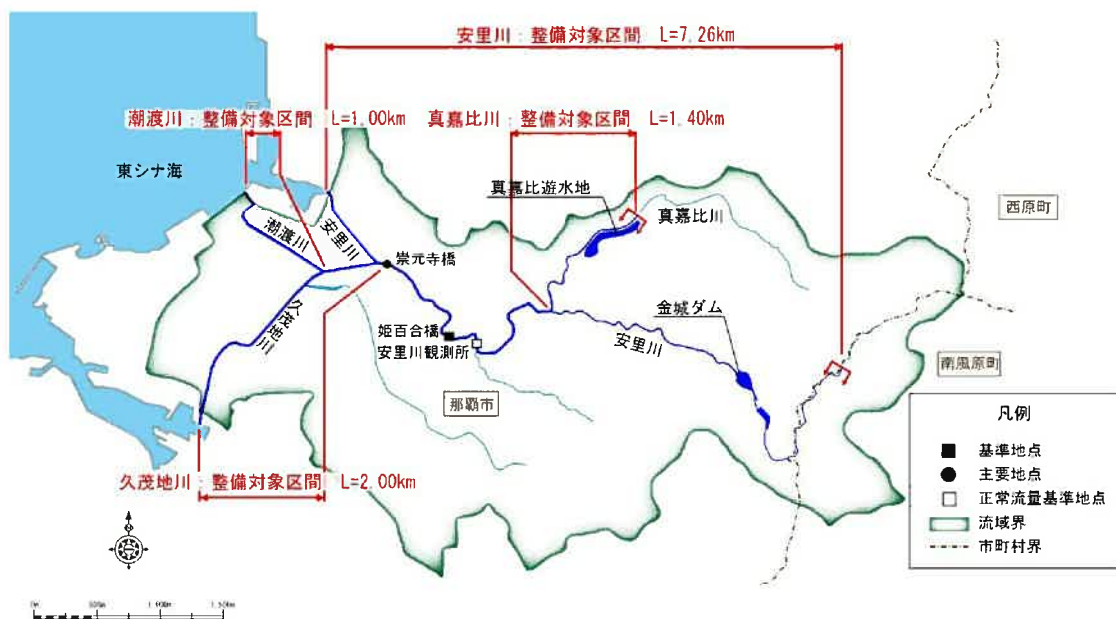 安里川：整備対象区間　L=7.26km
潮渡川：整備対象区間　L=1.00km
真嘉比川：整備対象区間　L=1.40km
東シナ海
真嘉比遊水地
真嘉比川
西原町
潮渡川
安里川
崇元寺橋
久茂地川
姫百合橋
安里川観測所
金城ダム
安里川
南風原町
那覇市
久茂地川：整備対象区間　L=2.00km
凡例
基準地点
主要地点
正常流量基準地点
流域界
市町村界
0m 500m